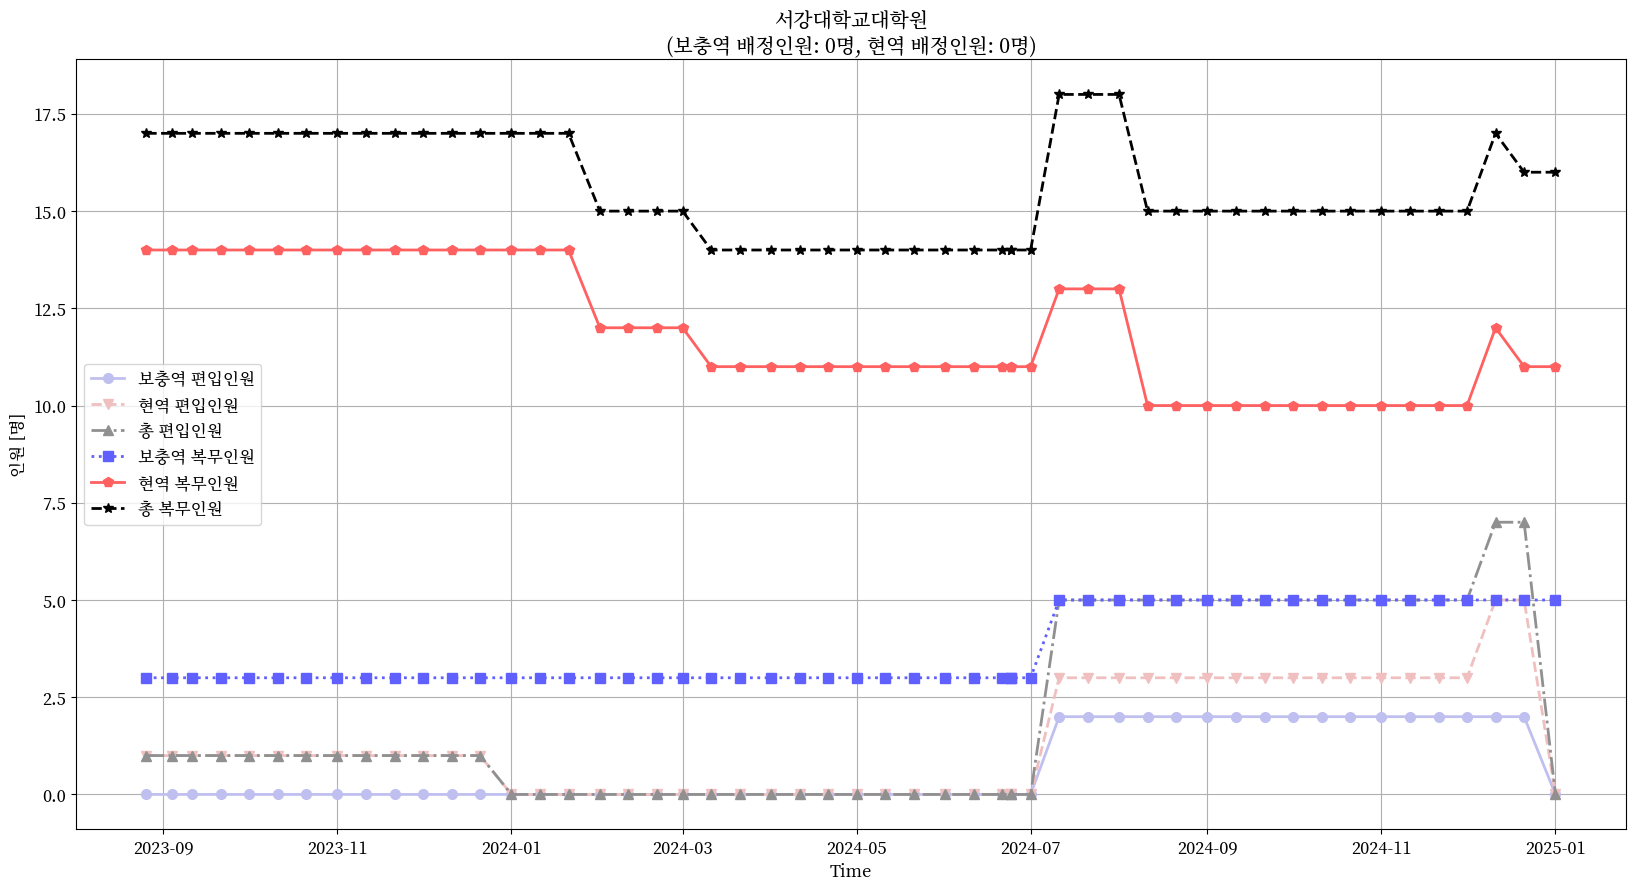 서강대학교대학원
(보충역 배정인원: 0명, 현역 배정인원: 0명)
17.5
15.0
12.5
10.0
7.5
5.0
2.5
0.0
인원 [명]
보충역 편입인원
현역 편입인원
총 편입인원
보충역 복무인원
현역 복무인원
총 복무인원
2023-09
2023-11
2024-01
2024-03
2024-05
2024-07
2024-09
2024-11
2025-01
Time